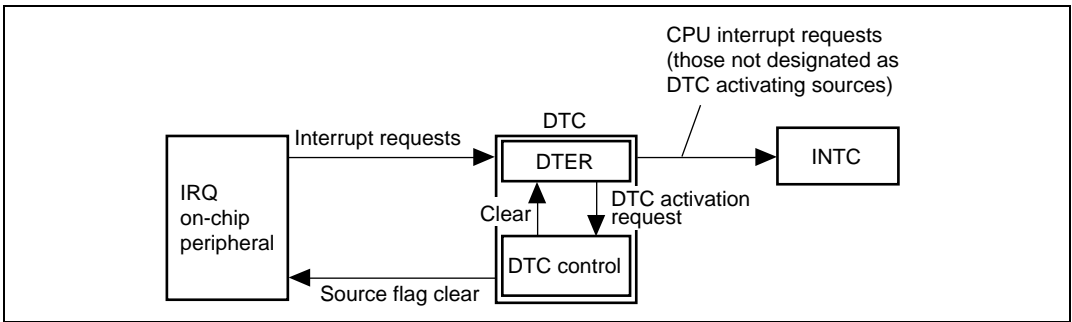 CPU interrupt requests
(those not designated as
DTC activating sources)
DTC
Interrupt requests
DTER
INTC
IRQ
on-chip
peripheral
Clear
DTC activation
request
DTC control
Source flag clear